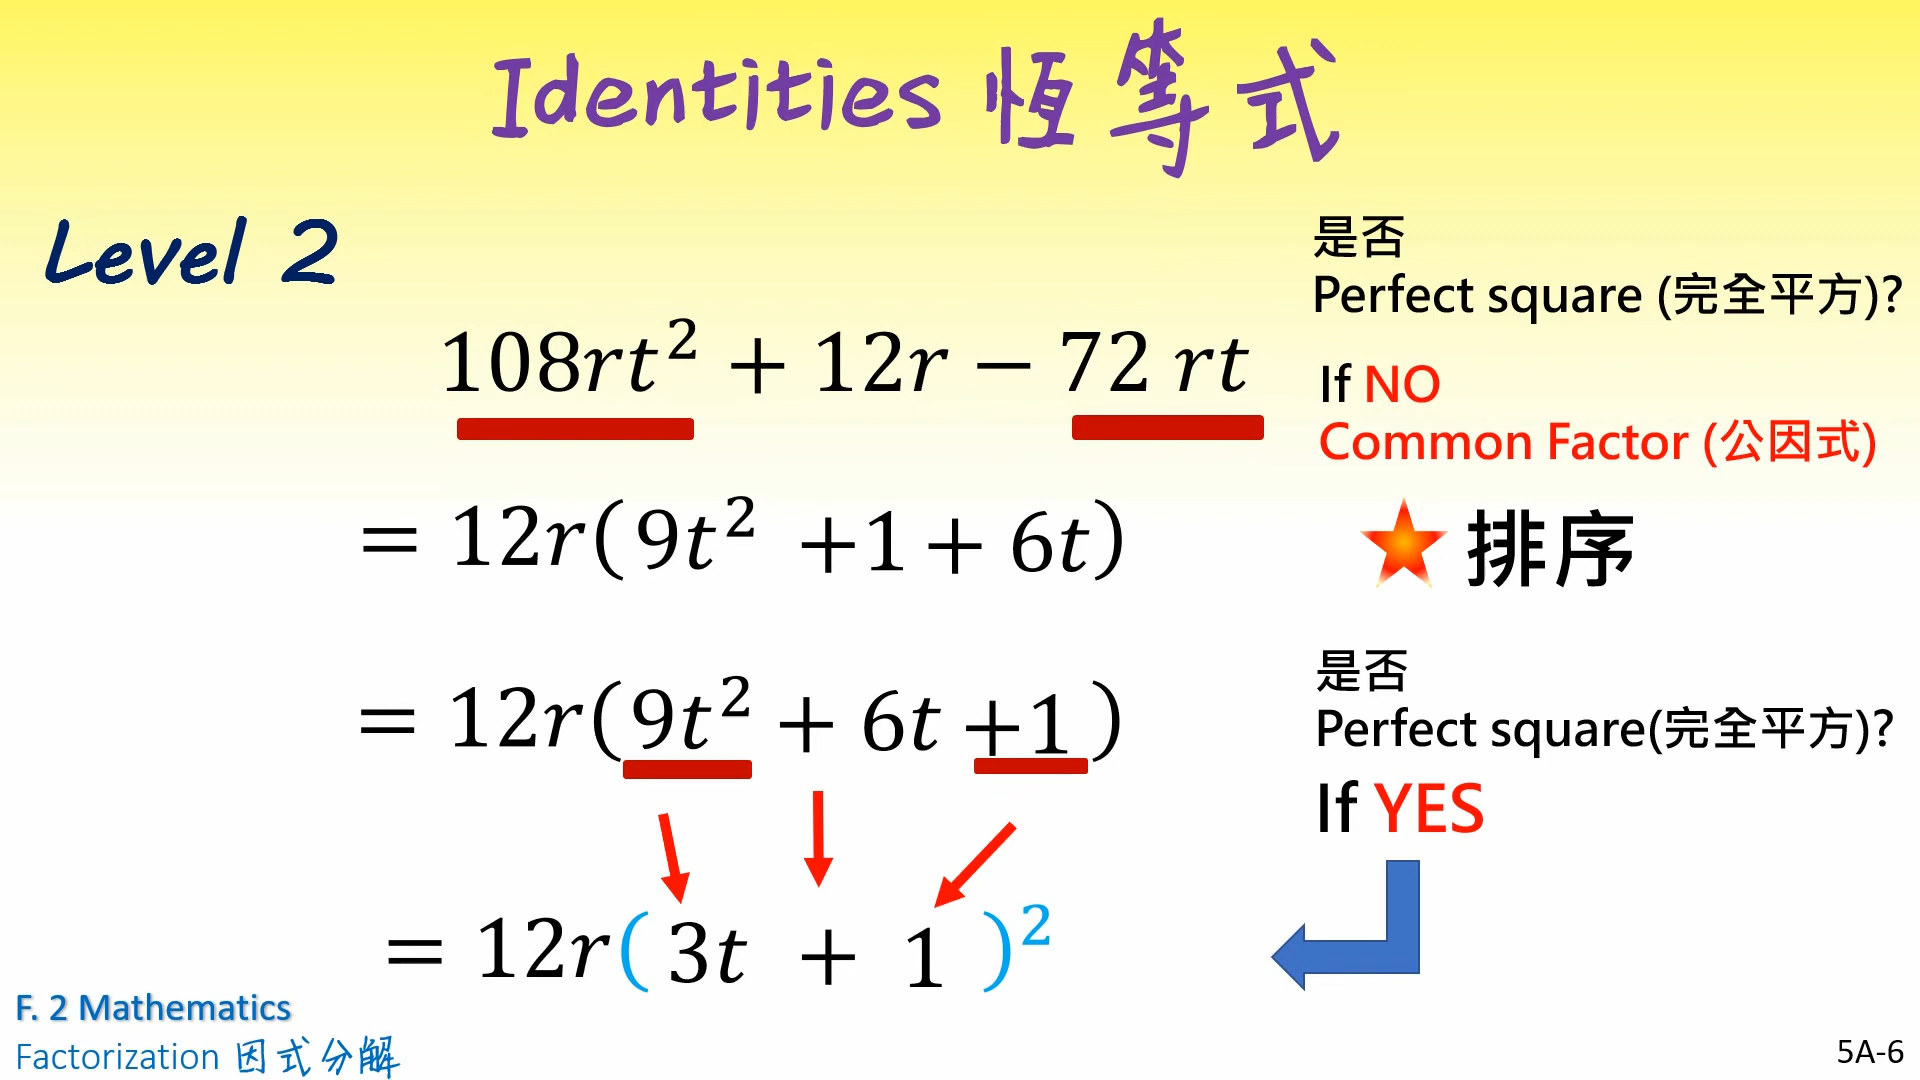 Identities 恆等式
Level 2
是否
Perfect square (完全平方)?
108rt² + 12r − 72 rt
If NO
Common Factor (公因式)
= 12r(9t² +1+ 6t)
排序
= 12r(9t² + 6t +1)
是否
Perfect square(完全平方)?
If YES
= 12r( 3t + 1 )²
F. 2 Mathematics
Factorization 因式分解
5A-6